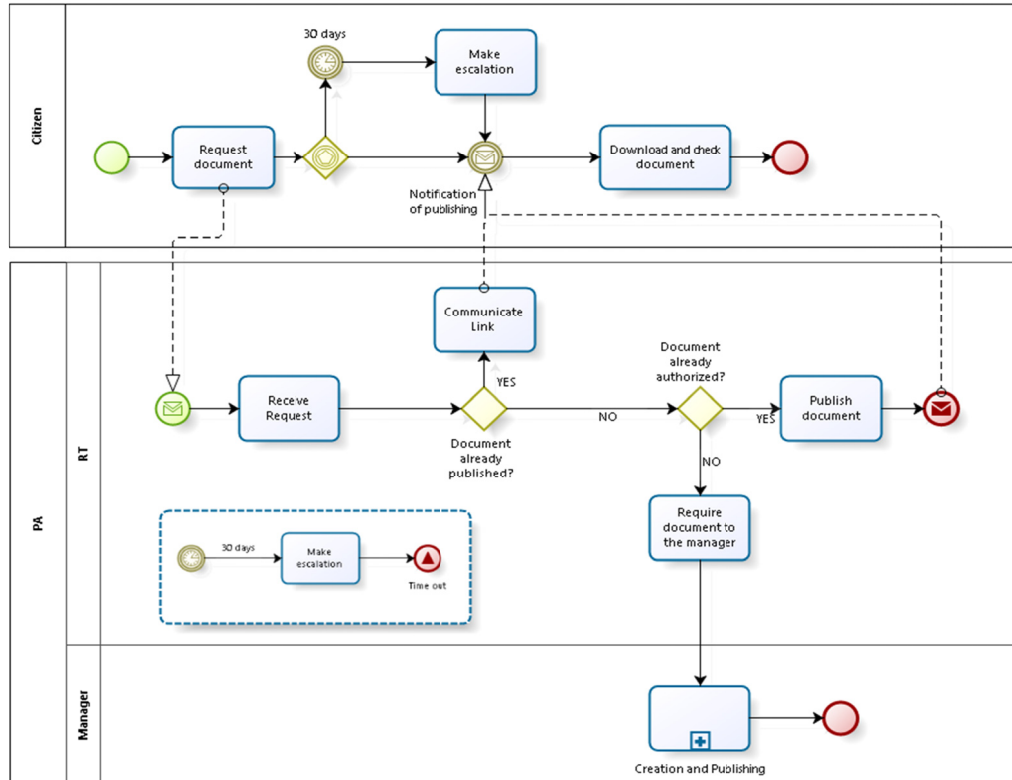 Citizen
30 days
Make
escalation
Request
document
Download and check
document
Notification
of publishing
PA
RT
Communicate
Link
YES
Document
already
authorized?
Receve
Request
NO
YES
Publish
document
Document
already
published?
NO
Require
document to
the manager
30 days
Make
escalation
Time out
Manager
Creation and Publishing